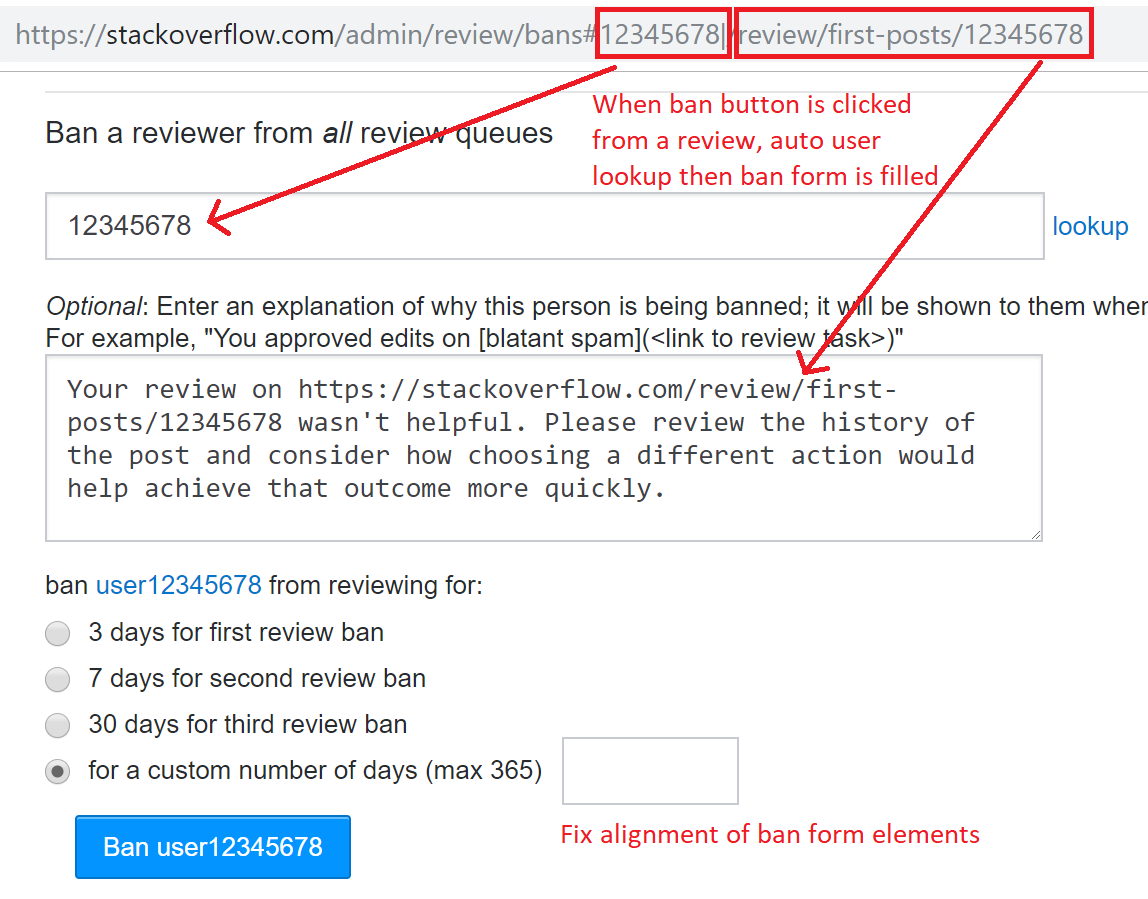 https://stackoverflow.com/admin/review/bans#12345678|/review/first-posts/12345678
When ban button is clicked
from a review, auto user
lookup then ban form is filled
Ban a reviewer from all review queues
12345678
lookup
Optional: Enter an explanation of why this person is being banned; it will be shown to them when
For example, "You approved edits on [blatant spam](<link to review task>)"
Your review on https://stackoverflow.com/review/first-
posts/12345678 wasn't helpful. Please review the history of
the post and consider how choosing a different action would
help achieve that outcome more quickly.
ban user12345678 from reviewing for:
3 days for first review ban
7 days for second review ban
30 days for third review ban
for a custom number of days (max 365)
Fix alignment of ban form elements
Ban user12345678